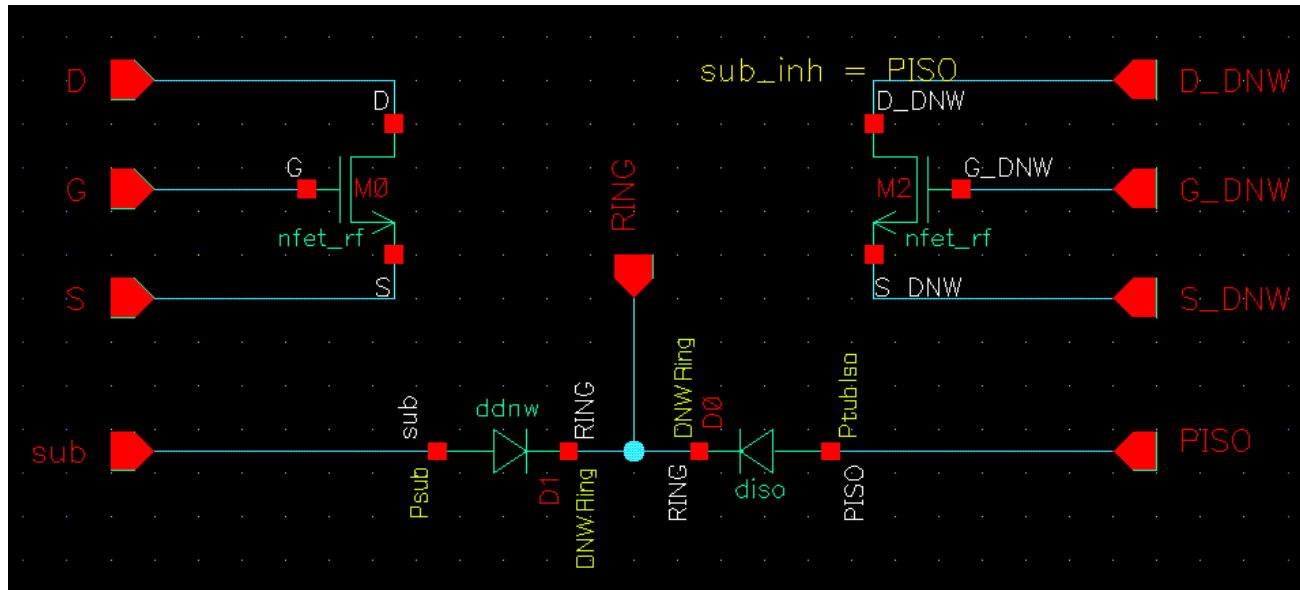 sub_inh = PISO
D
D
D_DNW
D_DNW
G
G
M0
RING
M2
G_DNW
G_DNW
nfet_rf
nfet_rf
S
S
S_DNW
S_DNW
sub
sub
Psub
ddnw
D1
RING
DNWRing
DNWRing
D0
RING
diso
PtubIso
PISO
PISO